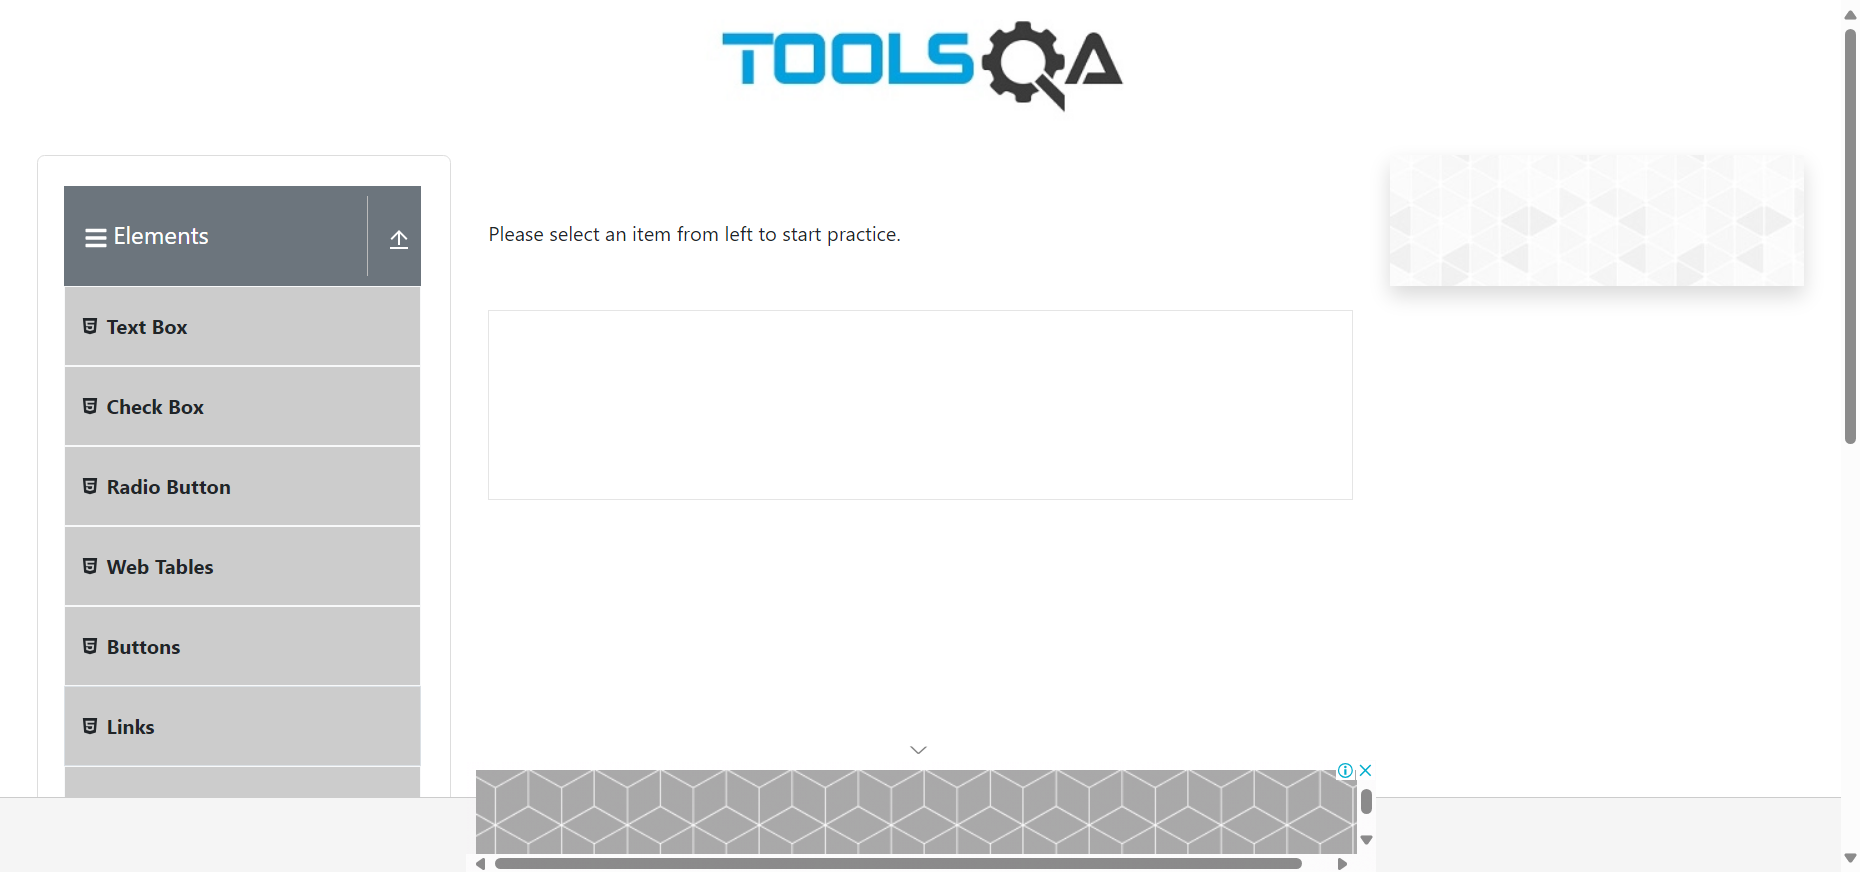 TOOLSQA
Elements
Please select an item from left to start practice.
Text Box
Check Box
Radio Button
Web Tables
Buttons
Links